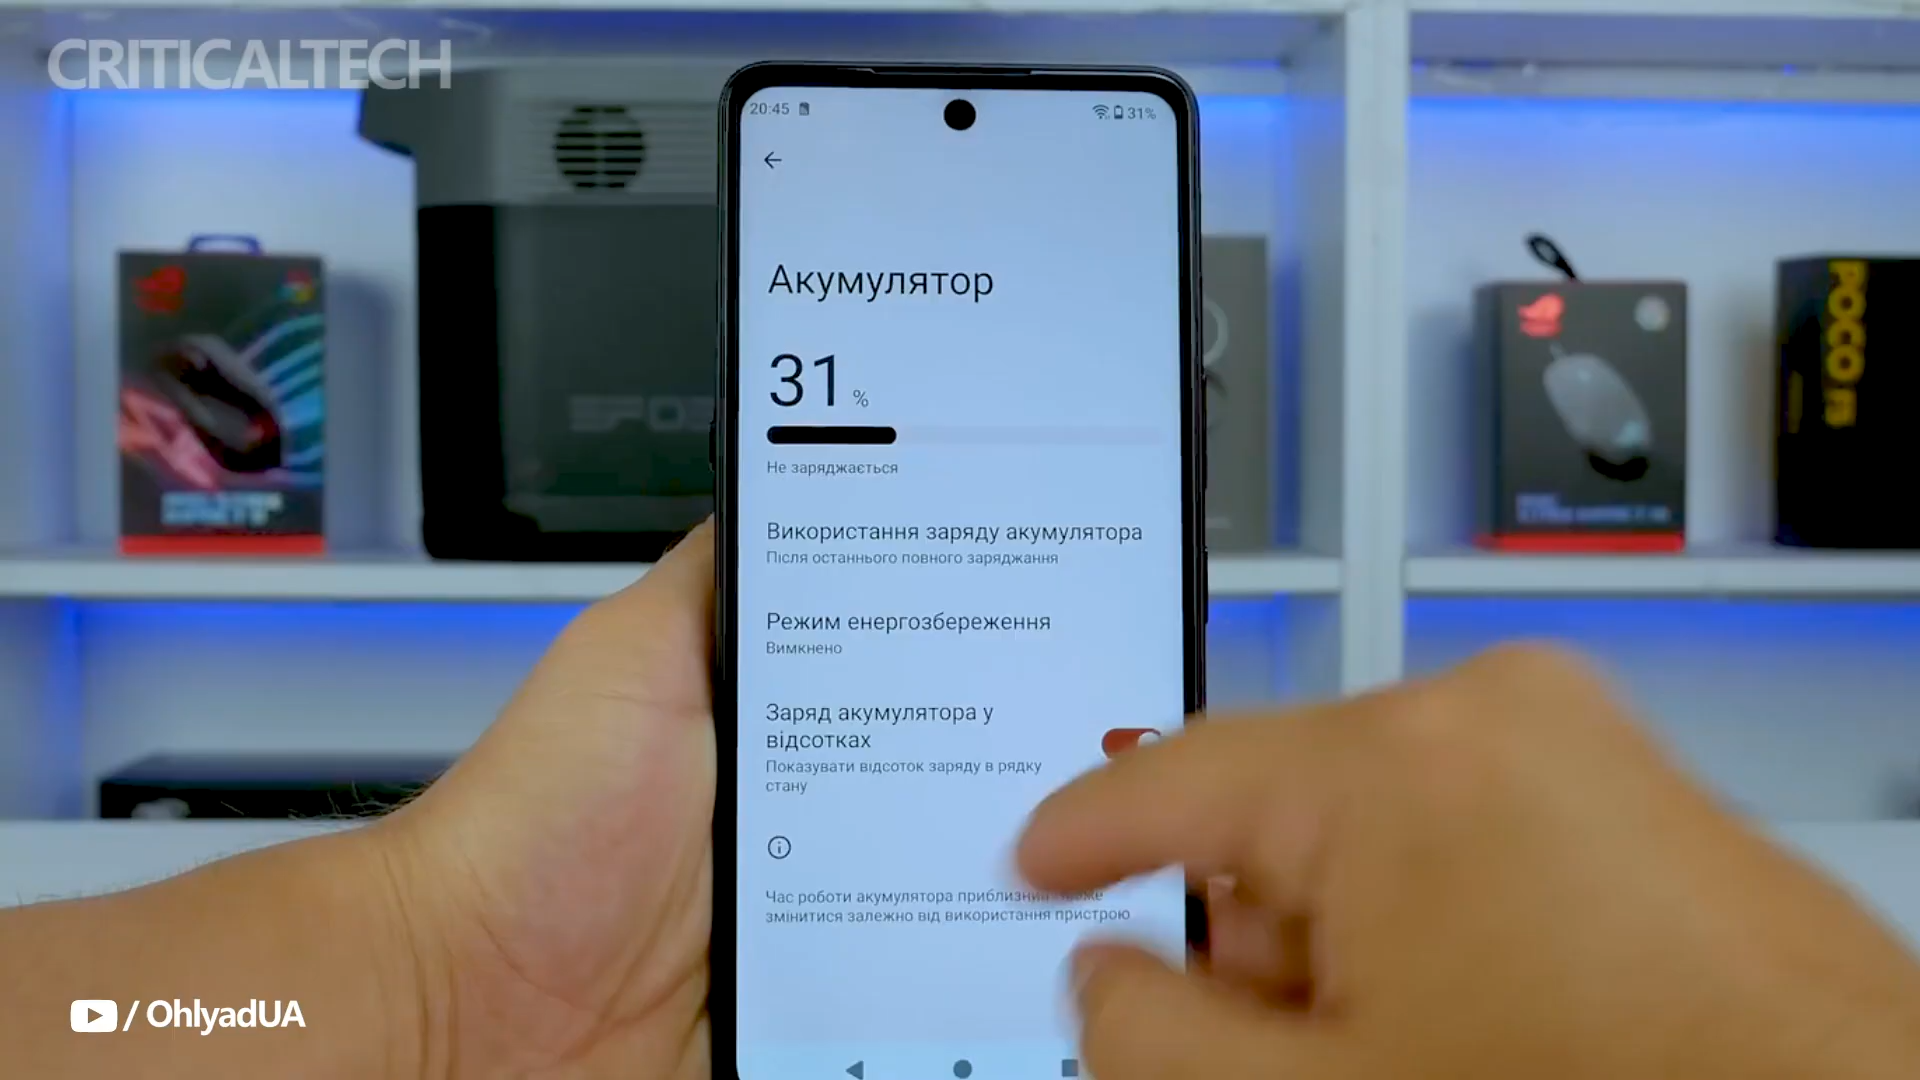 CRITICALTECH
20:45
31%
Акумулятор
31 %
Не заряджається
Використання заряду акумулятора
Після останнього повного заряджання
Режим енергозбереження
Вимкнено
Заряд акумулятора у
відсотках
Показувати відсоток заряду в рядку
стану
Час роботи акумулятора приблизний
змінитися залежно від використання пристрою
POCO F5
/ OhlyadUA